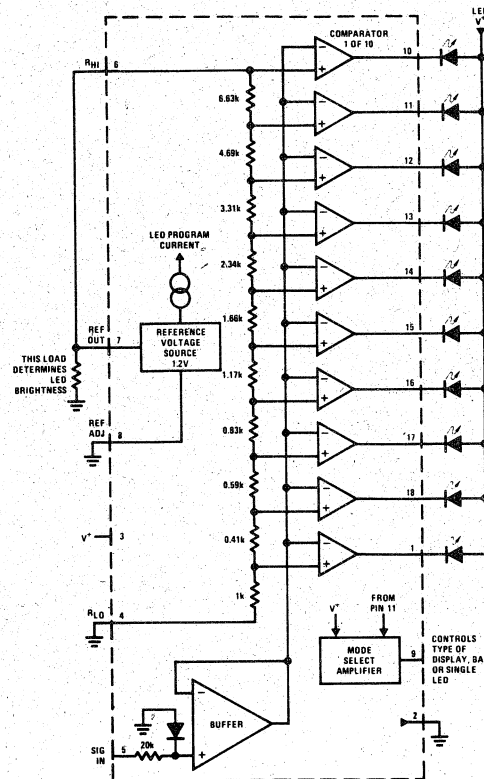 LED
V+
COMPARATOR
1 OF 10
10
RHI
6
6.63k
11
4.69k
12
3.31k
13
LED PROGRAM
CURRENT
2.34k
14
REF
OUT
7
REFERENCE
VOLTAGE
SOURCE
1.2V
1.66k
15
THIS LOAD
DETERMINES
LED
BRIGHTNESS
1.17k
16
REF
ADJ
8
0.83k
17
0.59k
18
V+
3
0.41k
1
1k
RLO
4
V+
FROM
PIN 11
MODE
SELECT
AMPLIFIER
9
CONTROLS
TYPE OF
DISPLAY, BA
OR SINGLE
LED
BUFFER
2
SIG
IN
5
20k